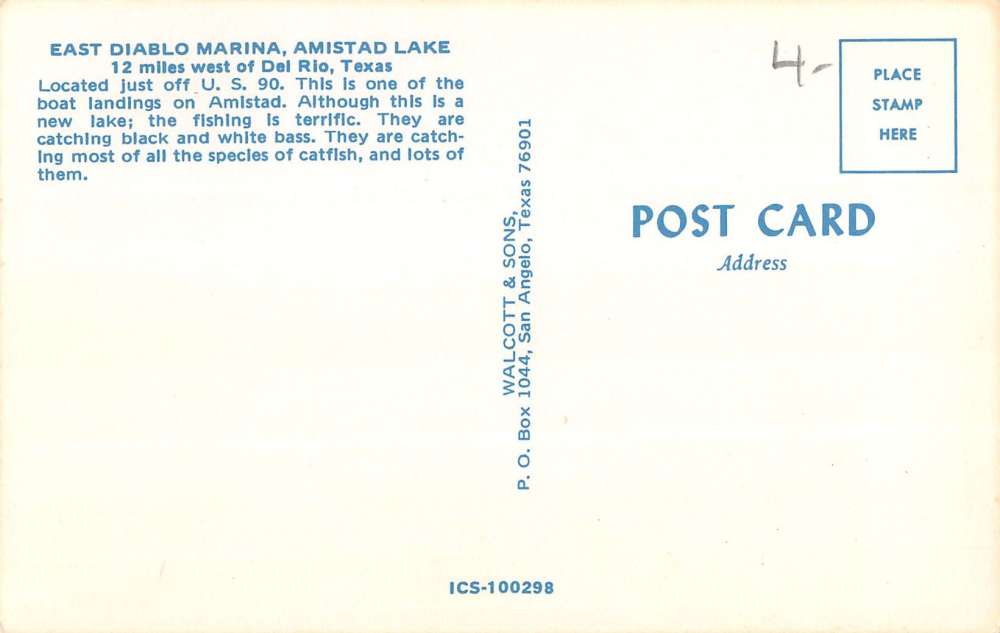 EAST DIABLO MARINA, AMISTAD LAKE
12 miles west of Del Rio, Texas
Located just off U. S. 90. This is one of the
boat landings on Amistad. Although this is a
new lake; the fishing is terrific. They are
catching black and white bass. They are catch-
ing most of all the species of catfish, and lots of
them.
WALCOTT & SONS,
P. O. Box 1044, San Angelo, Texas 76901
4-
PLACE
STAMP
HERE
POST CARD
Address
ICS-100298